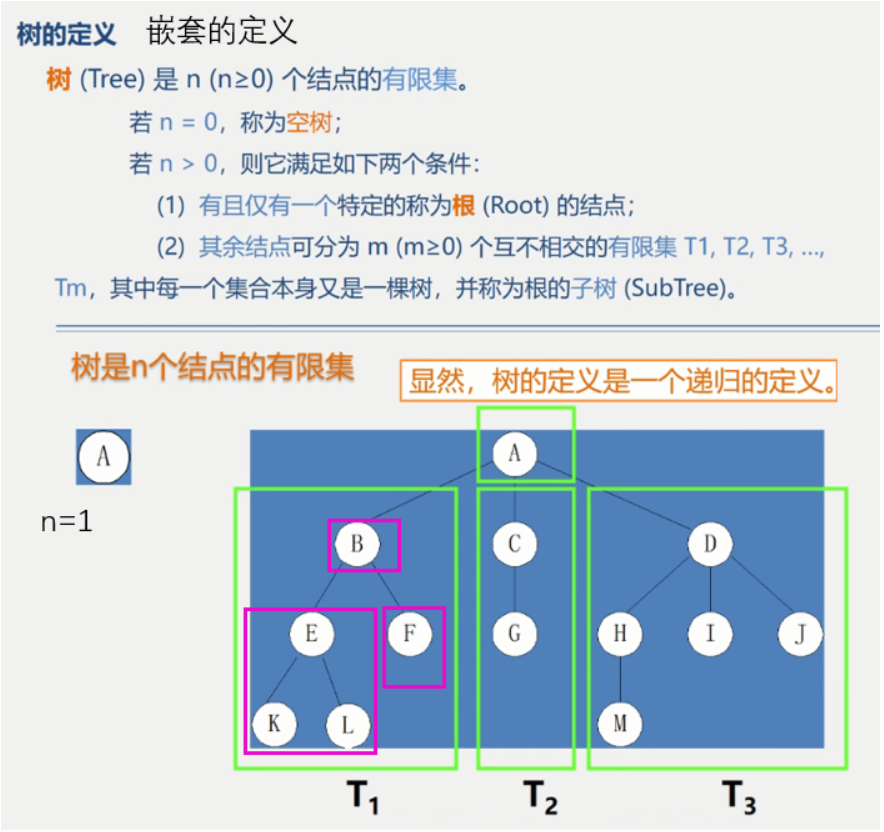 树的定义 嵌套的定义
树 (Tree) 是 n (n≥0) 个结点的有限集。
若 n = 0，称为空树；
若 n > 0，则它满足如下两个条件：
(1) 有且仅有一个特定的称为根 (Root) 的结点；
(2) 其余结点可分为 m (m≥0) 个互不相交的有限集 T1, T2, T3, …,
Tm，其中每一个集合本身又是一棵树，并称为根的子树 (SubTree)。
树是n个结点的有限集
显然，树的定义是一个递归的定义。
A
n=1
A
B C D
E F G H I J
K L M
T1 T2 T3